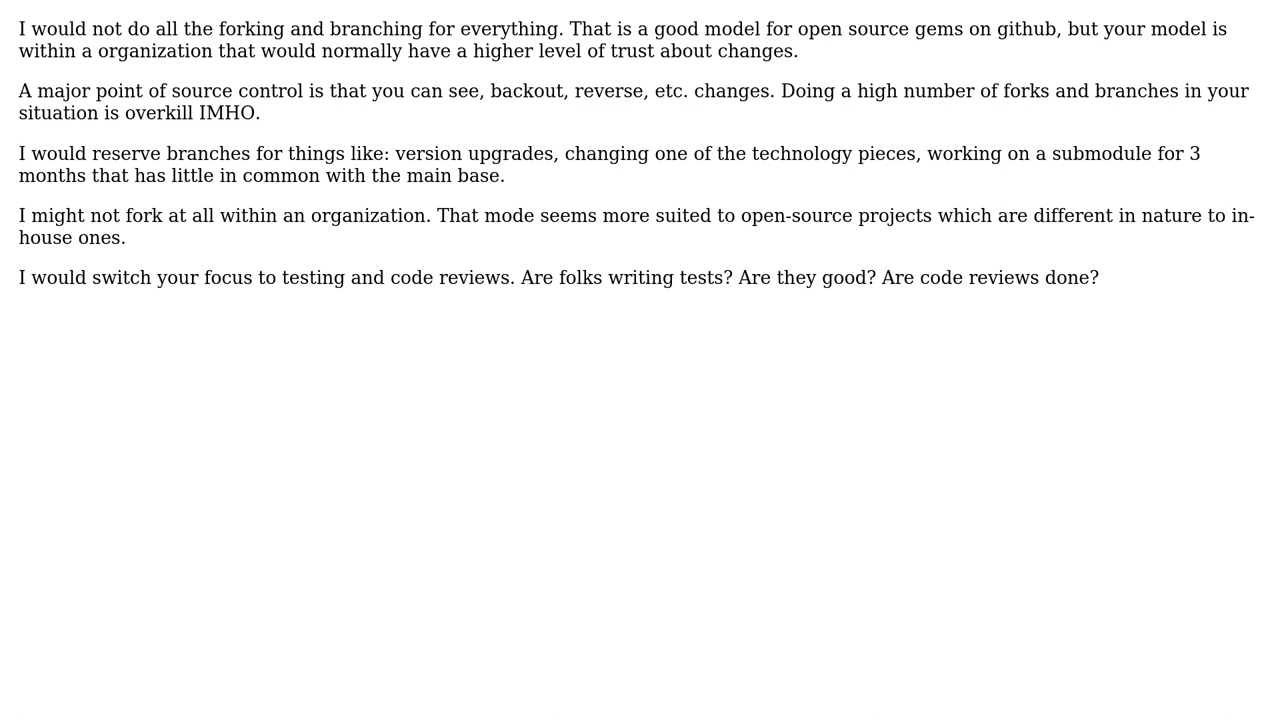 I would not do all the forking and branching for everything. That is a good model for open source gems on github, but your model is
within a organization that would normally have a higher level of trust about changes.
A major point of source control is that you can see, backout, reverse, etc. changes. Doing a high number of forks and branches in your
situation is overkill IMHO.
I would reserve branches for things like: version upgrades, changing one of the technology pieces, working on a submodule for 3
months that has little in common with the main base.
I might not fork at all within an organization. That mode seems more suited to open-source projects which are different in nature to in-
house ones.
I would switch your focus to testing and code reviews. Are folks writing tests? Are they good? Are code reviews done?